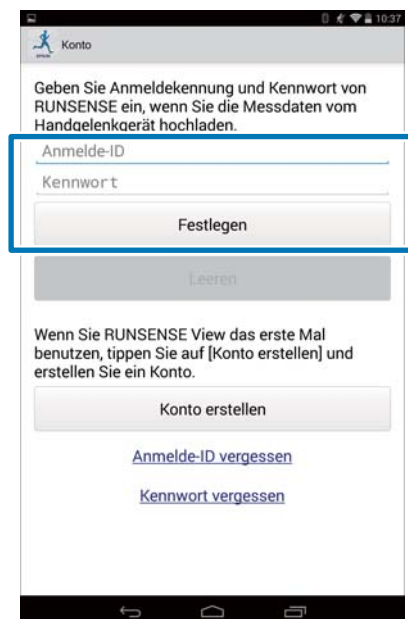 10:37
EPSON
Konto
Geben Sie Anmeldekennung und Kennwort von
RUNSENSE ein, wenn Sie die Messdaten vom
Handgelenkgerät hochladen.
Anmelde-ID
Kennwort
Festlegen
Leeren
Wenn Sie RUNSENSE View das erste Mal
benutzen, tippen Sie auf [Konto erstellen] und
erstellen Sie ein Konto.
Konto erstellen
Anmelde-ID vergessen
Kennwort vergessen